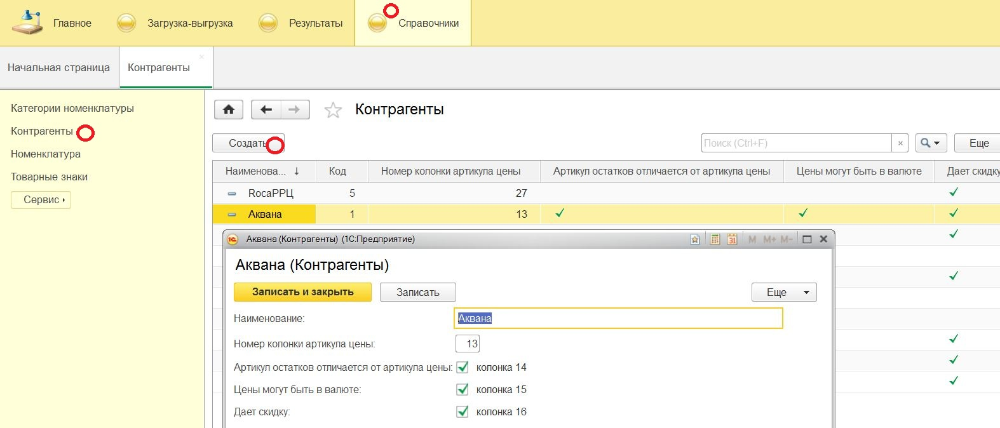 Главное
Загрузка-выгрузка
Результаты
Справочники
Начальная страница
Контрагенты
Категории номенклатуры
Контрагенты
Номенклатура
Товарные знаки
Сервис
Контрагенты
Создать
Поиск (Ctrl+F)
Еще
Наименова... ↓ Код Номер колонки артикула цены Артикул остатков отличается от артикула цены Цены могут быть в валюте Дает скидку
RocaРРЦ 5 27
Аквана 1 13
Аквана (Контрагенты) (1С:Предприятие)
31 M M+ M-
Аквана (Контрагенты)
Записать и закрыть
Записать
Еще
Наименование: Аквана
Номер колонки артикула цены: 13
Артикул остатков отличается от артикула цены: колонка 14
Цены могут быть в валюте: колонка 15
Дает скидку: колонка 16